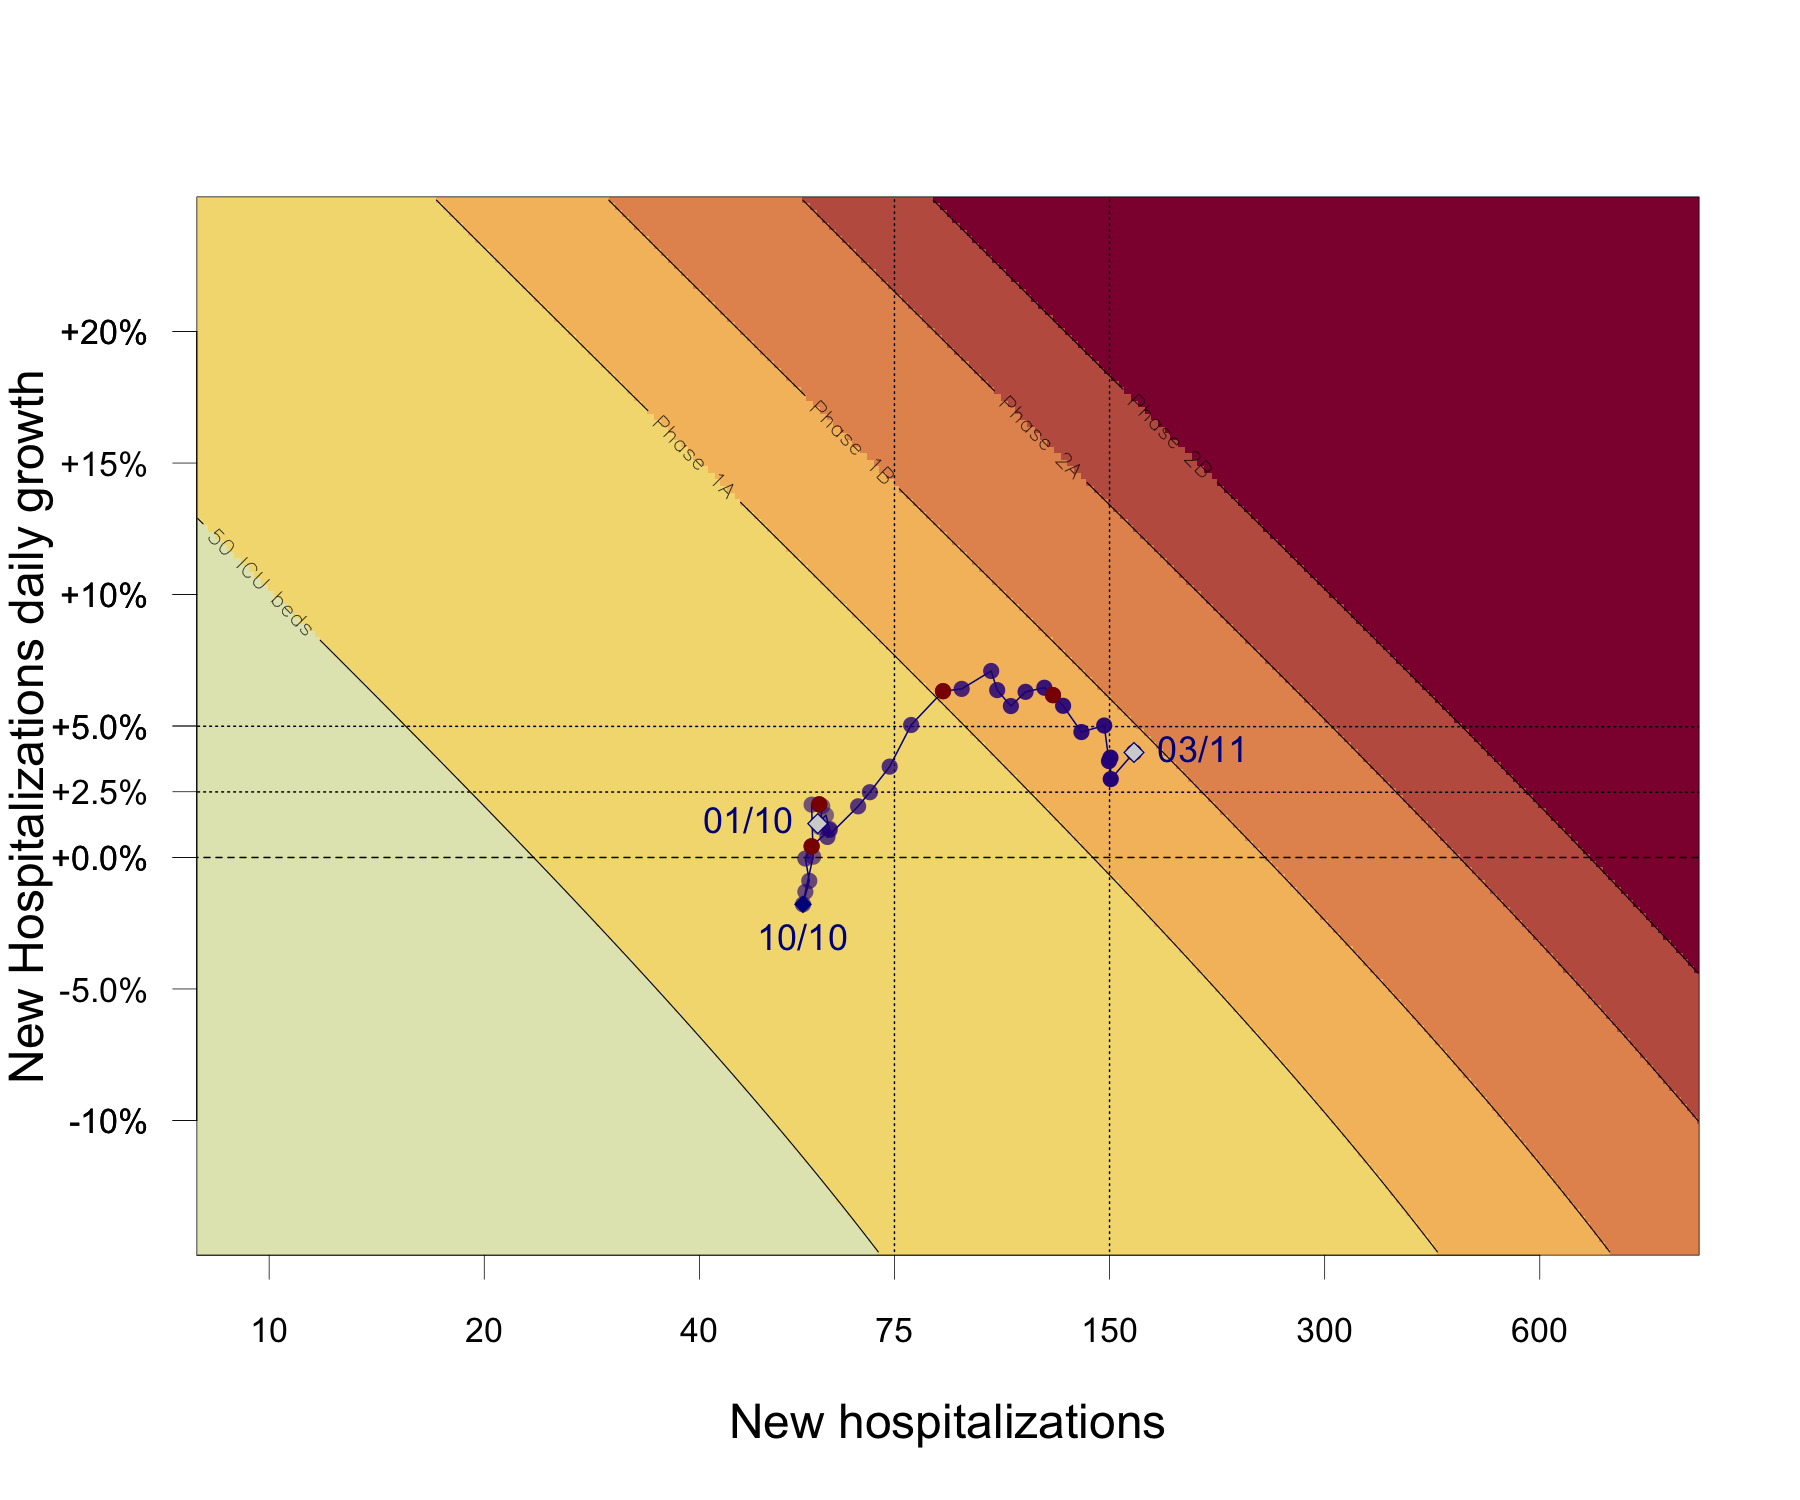 New Hospitalizations daily growth
+20%
+15%
+10%
+5.0%
+2.5%
+0.0%
-5.0%
-10%
50 ICU beds
Phase 1A
Phase 1B
Phase 2A
Phase 2B
01/10
10/10
03/11
10
20
40
75
150
300
600
New hospitalizations